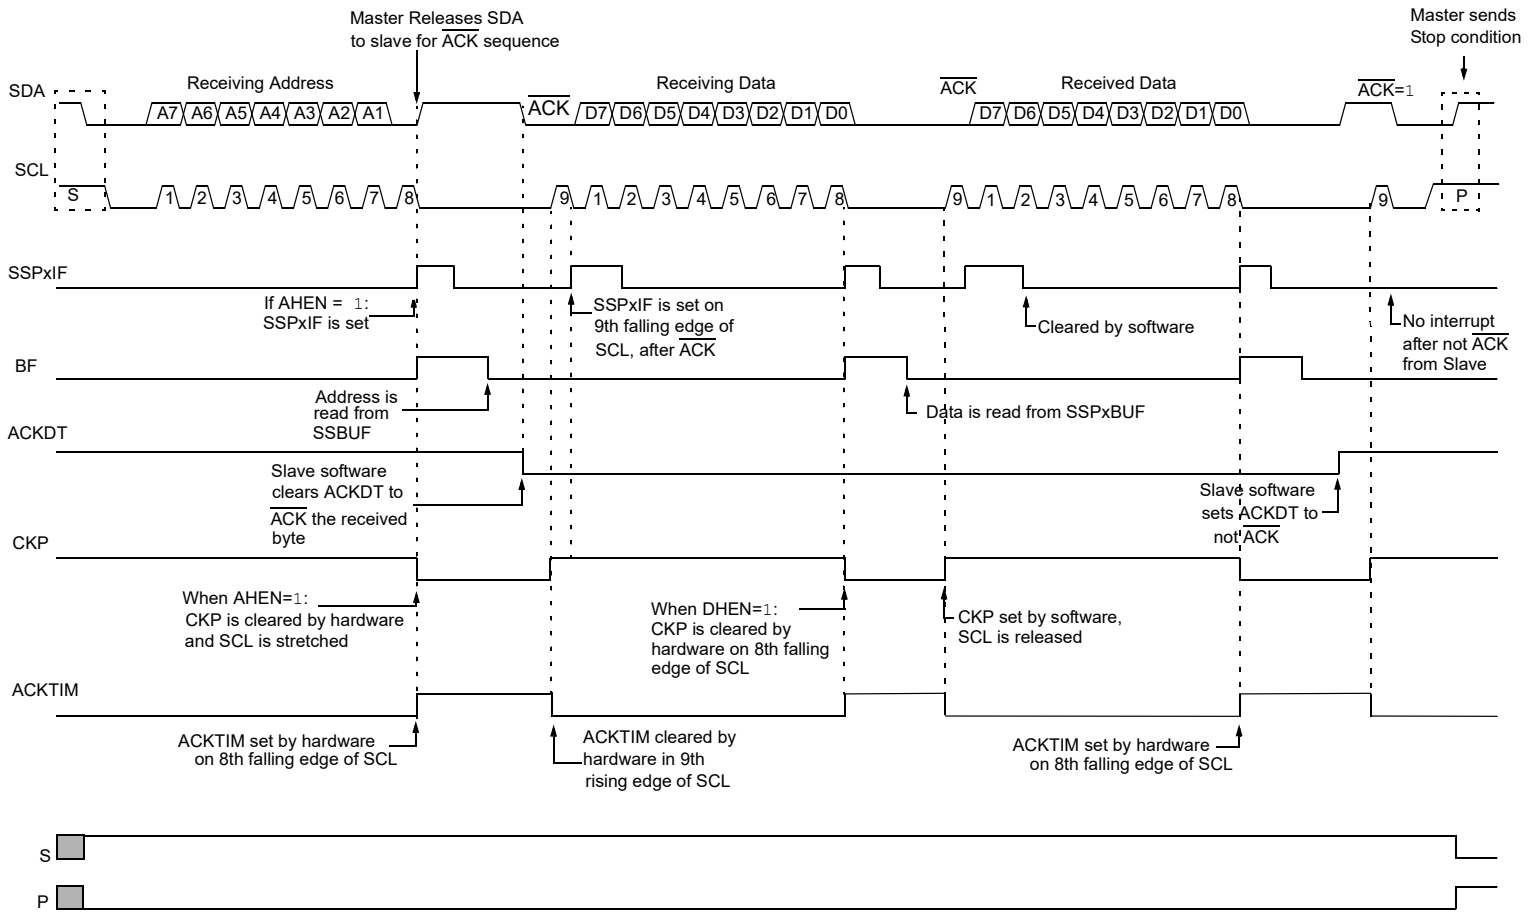 Master Releases SDA
to slave for ACK sequence
Master sends
Stop condition
SDA
Receiving Address
Receiving Data
ACK
Received Data
ACK=1
A7 A6 A5 A4 A3 A2 A1
ACK
D7 D6 D5 D4 D3 D2 D1 D0
D7 D6 D5 D4 D3 D2 D1 D0
SCL
S
1 2 3 4 5 6 7 8
9 1 2 3 4 5 6 7 8
9 1 2 3 4 5 6 7 8
9
P
SSPxIF
If AHEN = 1:
SSPxIF is set
SSPxIF is set on
9th falling edge of
SCL, after ACK
Cleared by software
No interrupt
after not ACK
from Slave
BF
Address is
read from
SSBUF
Data is read from SSPxBUF
ACKDT
Slave software
clears ACKDT to
ACK the received
byte
Slave software
sets ACKDT to
not ACK
CKP
When AHEN=1:
CKP is cleared by hardware
and SCL is stretched
When DHEN=1:
CKP is cleared by
hardware on 8th falling
edge of SCL
CKP set by software,
SCL is released
ACKTIM
ACKTIM set by hardware
on 8th falling edge of SCL
ACKTIM cleared by
hardware in 9th
rising edge of SCL
ACKTIM set by hardware
on 8th falling edge of SCL
S
P